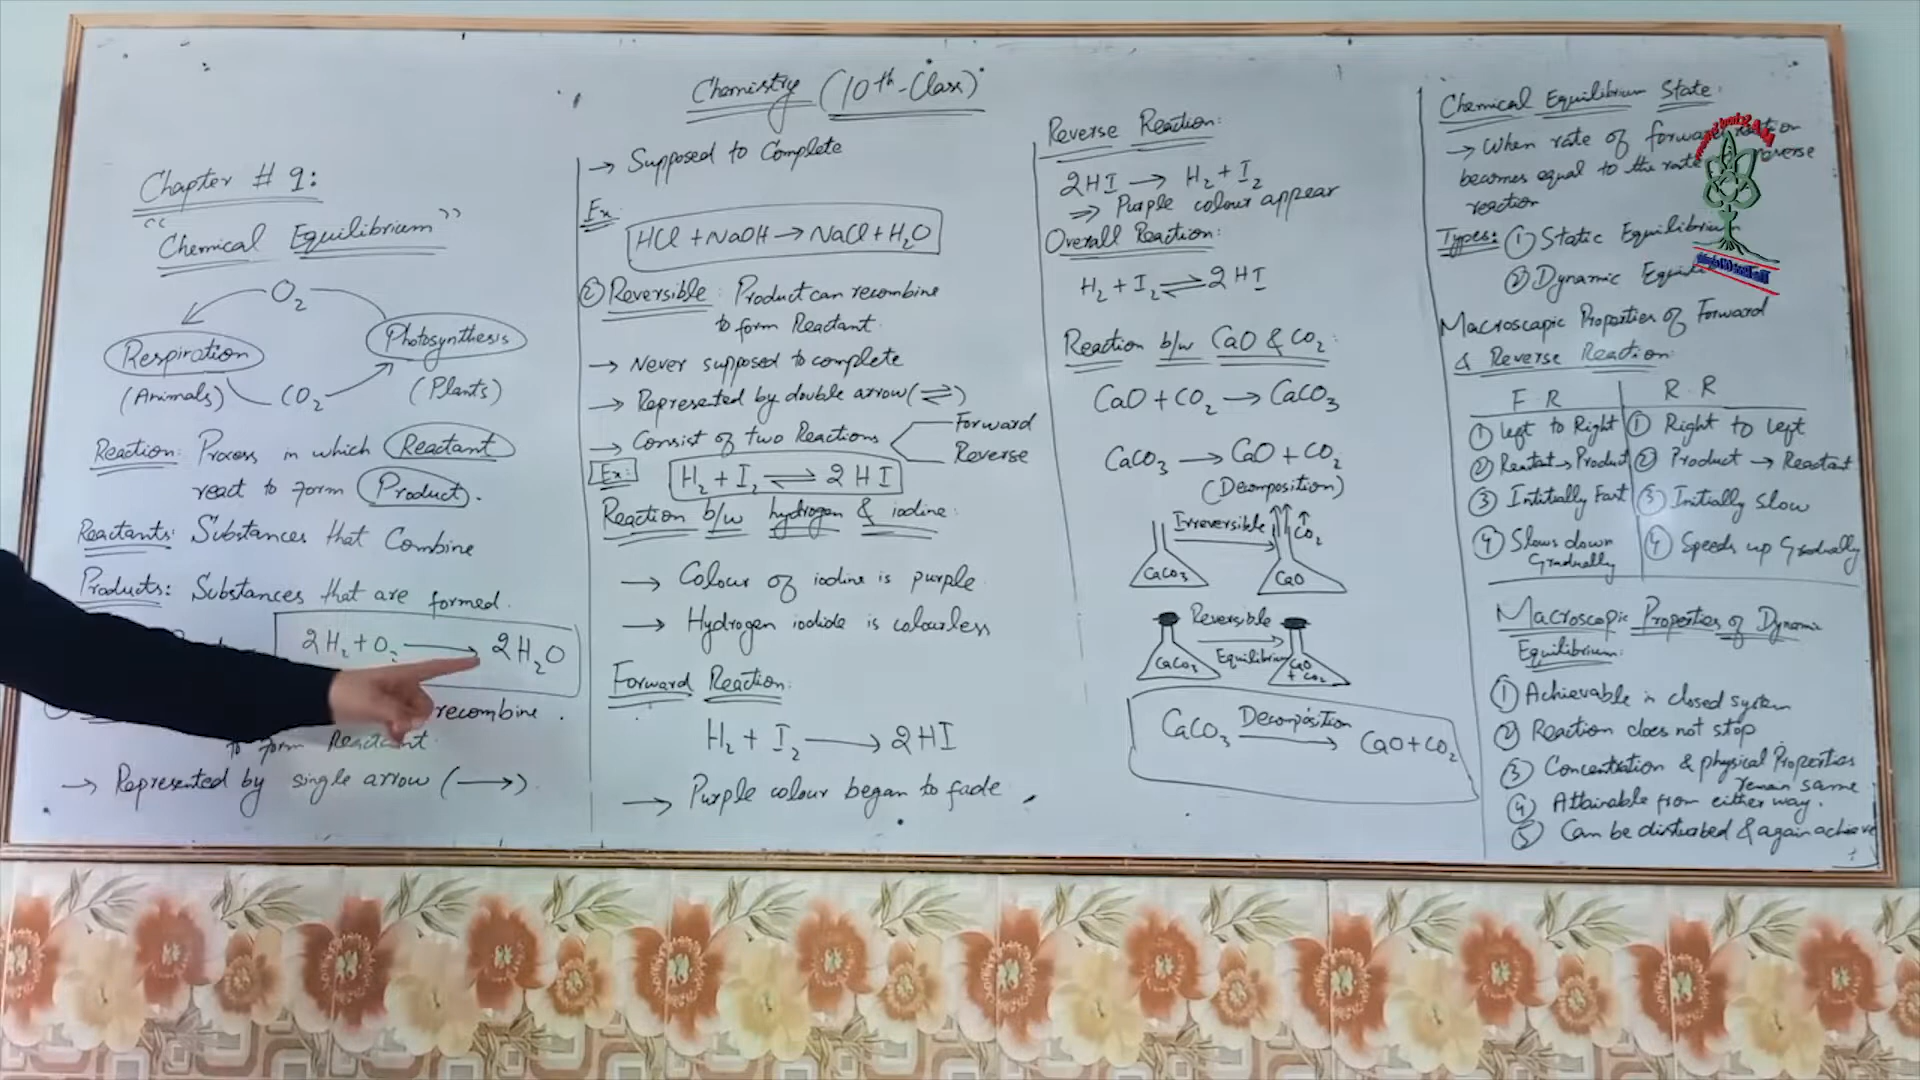 Chemistry (10th-Class)
Chapter # 9:
"Chemical Equilibrium"
O2
Respiration
Photosynthesis
(Animals)
CO2
(Plants)
Reaction: Process in which Reactant
react to form Product.
Reactants: Substances that Combine
Products: Substances that are formed.
2H2 + O2 → 2H2O
recombine.
to form Reactant.
→ Represented by single arrow (→)
→ Supposed to Complete
Ex:
HCl + NaOH → NaCl + H2O
② Reversible: Product can recombine
to form Reactant.
→ Never supposed to complete
→ Represented by double arrow (⇌)
→ Consist of two Reactions
Forward
Reverse
Ex: H2 + I2 ⇌ 2HI
Reaction b/w hydrogen & iodine:
→ Colour of iodine is purple
→ Hydrogen iodide is colourless
Forward Reaction:
H2 + I2 → 2HI
→ Purple colour began to fade
Reverse Reaction:
2HI → H2 + I2
⇒ Purple colour appear
Overall Reaction:
H2 + I2 ⇌ 2HI
Reaction b/w CaO & CO2:
CaO + CO2 → CaCO3
CaCO3 → CaO + CO2
(Decomposition)
Irreversible
CO2
CaCO3
CaO
Reversible
Equilibrium
CaCO3
CaO + CO2
CaCO3 Decomposition → CaO + CO2
Chemical Equilibrium State:
→ When rate of forward reaction
becomes equal to the rate reverse
reaction
Types: ① Static Equilibrium
② Dynamic
Macroscapic Properties of Forward
& Reverse Reaction:
F R
R. R
① left to Right
① Right to left
② Reactant → Product
② Product → Reactant
③ Intitially Fast
③ Initially slow
④ Slows down
Gradually
④ Speeds up Gradually
Macroscopic Properties of Dynamic
Equilibrium:
① Achievable in closed system
② Reaction does not stop
③ Concentration & physical Properties
remain same
④ Attainable from either way.
⑤ Can be disturbed & again achieve